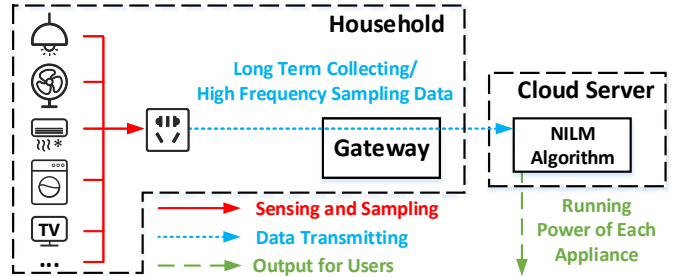 Household
Long Term Collecting/
High Frequency Sampling Data
Cloud Server
NILM
Algorithm
Gateway
TV
...
Sensing and Sampling
Data Transmitting
Output for Users
Running
Power of Each
Appliance